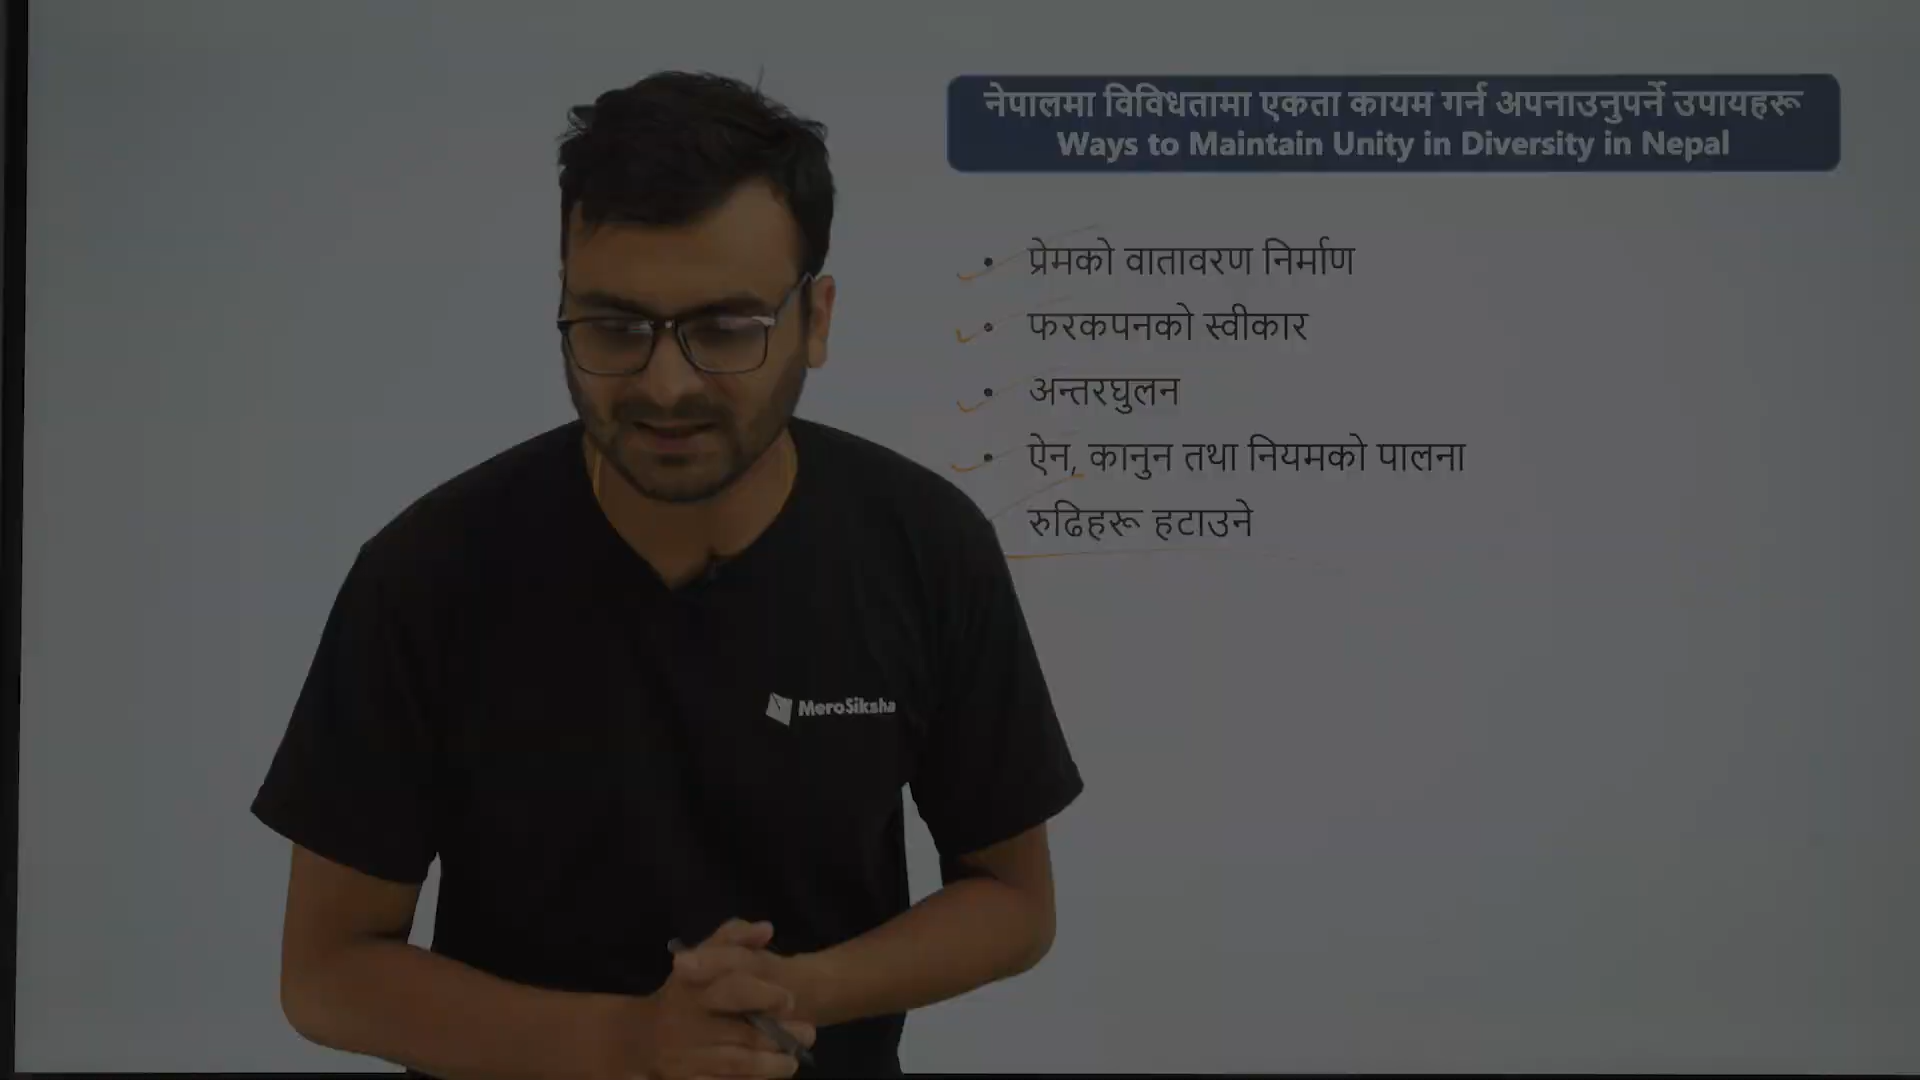 नेपालमा विविधतामा एकता कायम गर्न अपनाउनुपर्ने उपायहरू
Ways to Maintain Unity in Diversity in Nepal
• प्रेमको वातावरण निर्माण
• फरकपनको स्वीकार
• अन्तरघुलन
• ऐन, कानुन तथा नियमको पालना
रुढिहरू हटाउने
MeroSiksha